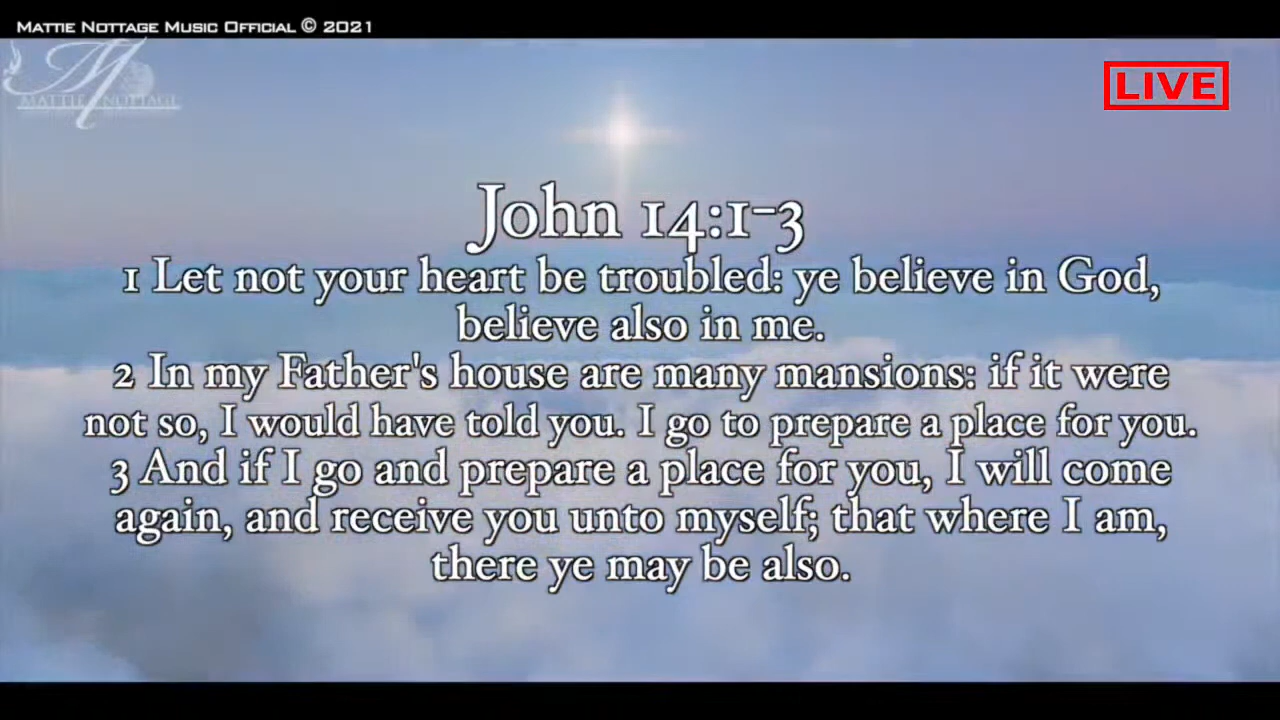 Mattie Nottage Music Official © 2021
M
MATTIE NOTTAGE
LIVE
John 14:1-3
1 Let not your heart be troubled: ye believe in God,
believe also in me.
2 In my Father's house are many mansions: if it were
not so, I would have told you. I go to prepare a place for you.
3 And if I go and prepare a place for you, I will come
again, and receive you unto myself; that where I am,
there ye may be also.